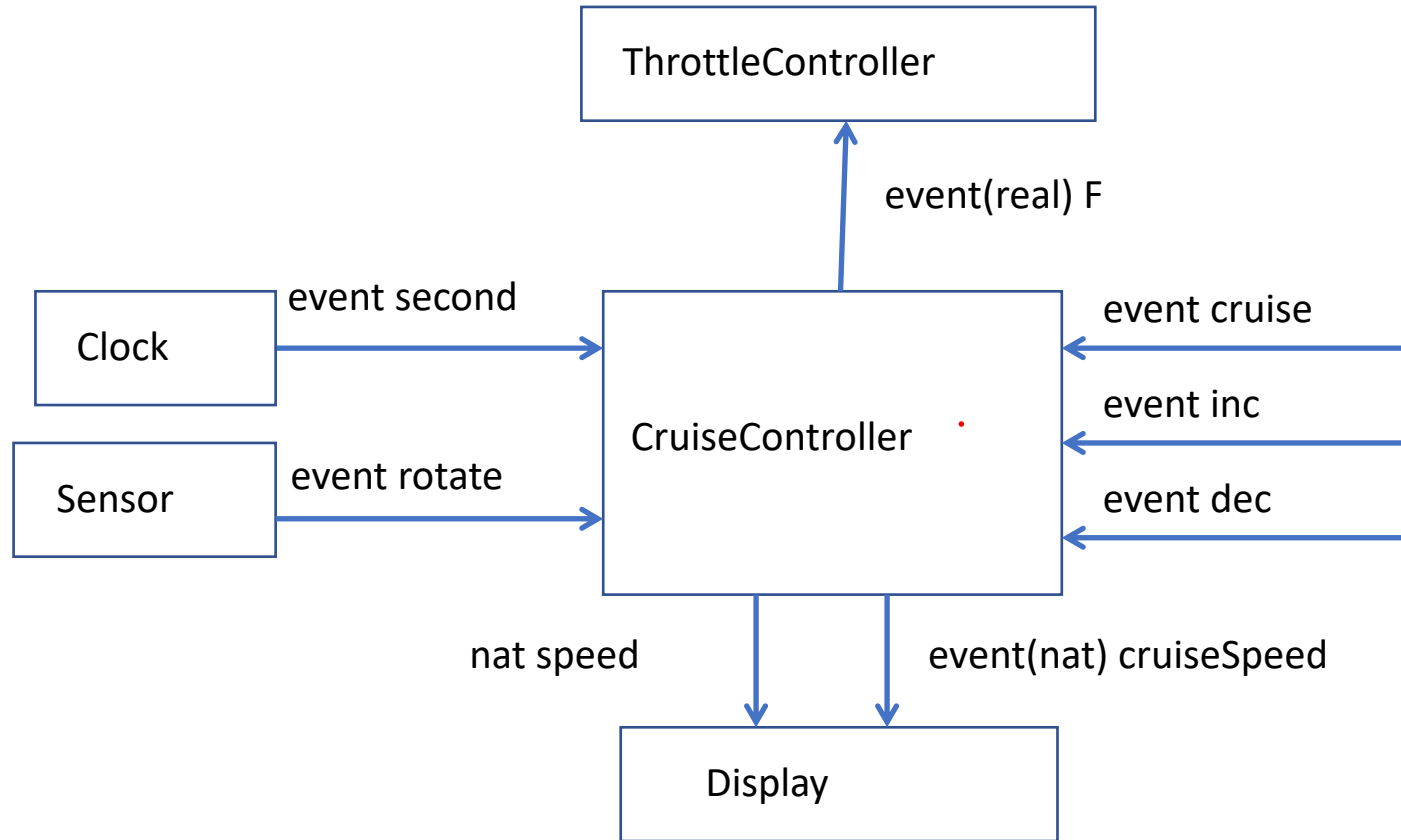 ThrottleController
event(real) F
event second
event cruise
Clock
event inc
CruiseController
event rotate
Sensor
event dec
nat speed
event(nat) cruiseSpeed
Display